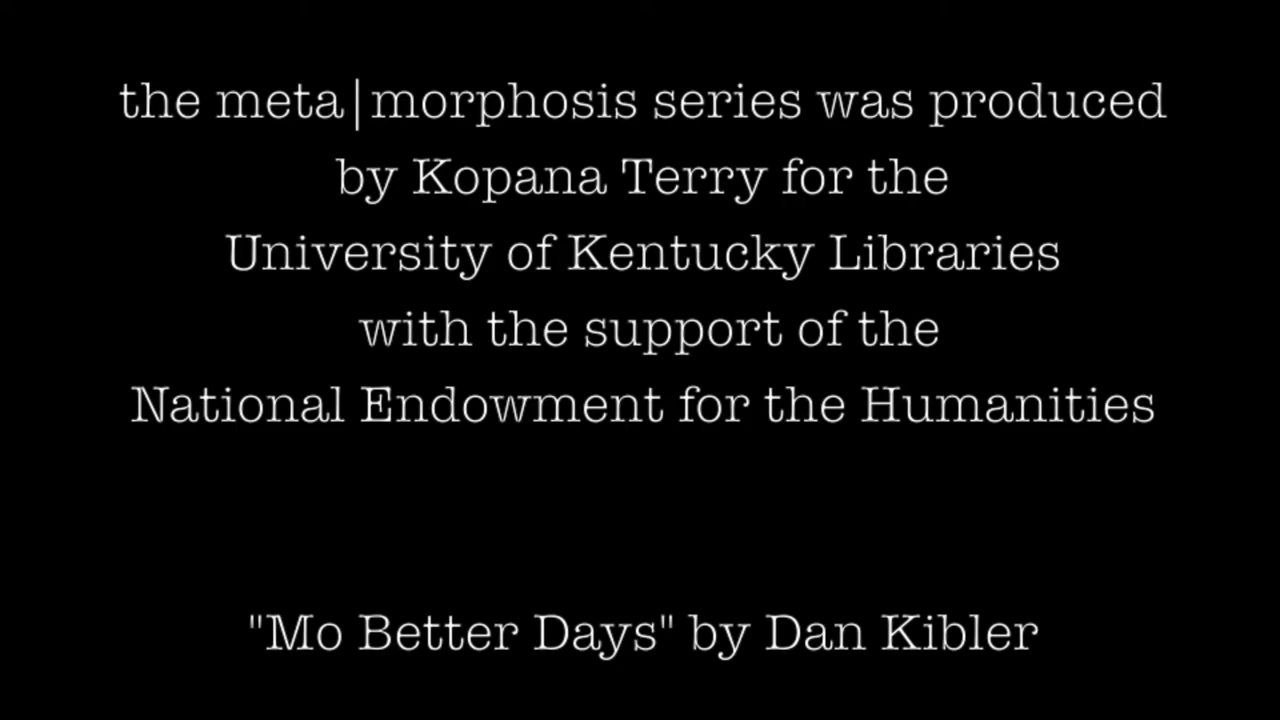 the meta|morphosis series was produced
by Kopana Terry for the
University of Kentucky Libraries
with the support of the
National Endowment for the Humanities
"Mo Better Days" by Dan Kibler